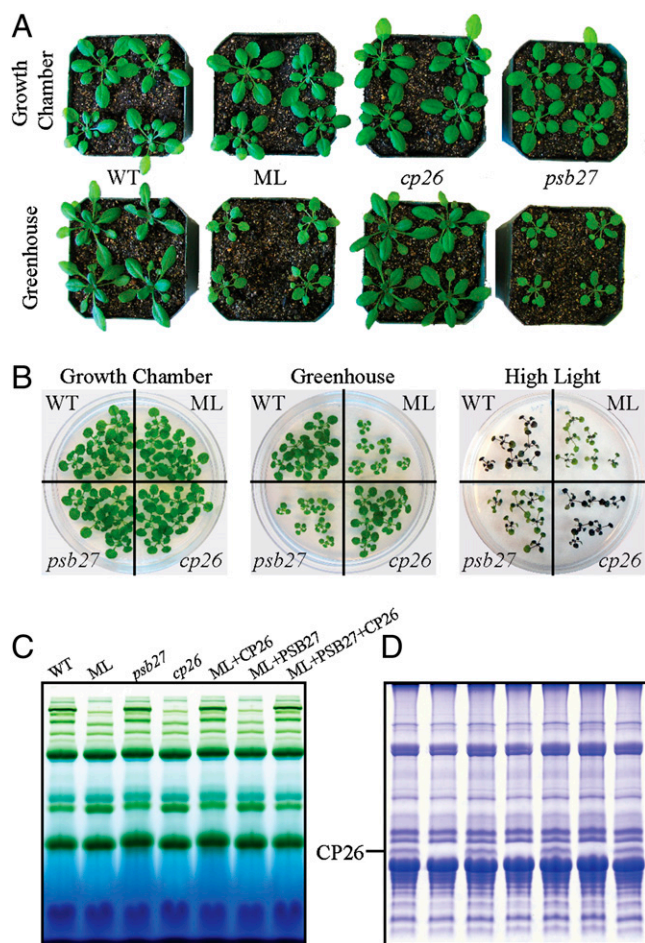 A
Growth
Chamber
WT ML cp26 psb27
Greenhouse
B
Growth Chamber Greenhouse High Light
WT ML WT ML WT ML
psb27 cp26 psb27 cp26 psb27 cp26
C D
WT ML psb27 cp26 ML+CP26 ML+PSB27 ML+PSB27+CP26
CP26